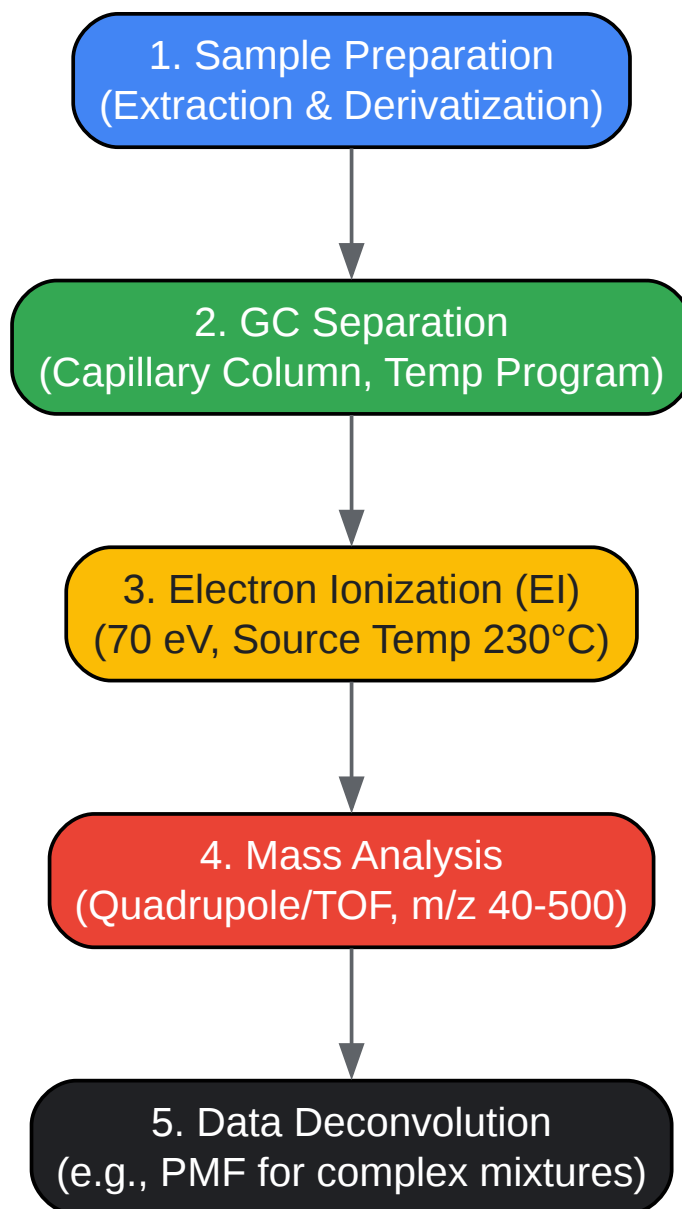 1. Sample Preparation
(Extraction & Derivatization)
2. GC Separation
(Capillary Column, Temp Program)
3. Electron Ionization (EI)
(70 eV, Source Temp 230°C)
4. Mass Analysis
(Quadrupole/TOF, m/z 40-500)
5. Data Deconvolution
(e.g., PMF for complex mixtures)